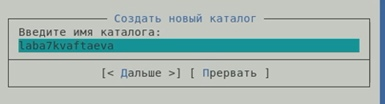 Создать новый каталог
Введите имя каталога:
laba7kvaftaeva
[< Дальше >] [ Прервать ]